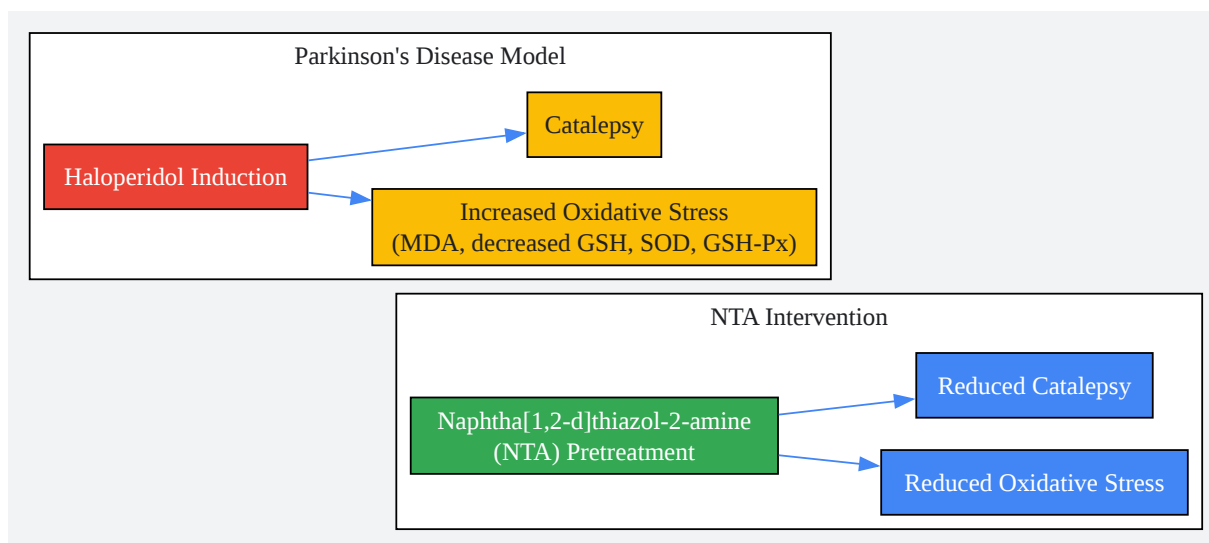 Parkinson's Disease Model
Catalepsy
Haloperidol Induction
Increased Oxidative Stress
(MDA, decreased GSH, SOD, GSH-Px)
NTA Intervention
Reduced Catalepsy
Naphtha[1,2-d]thiazol-2-amine
(NTA) Pretreatment
Reduced Oxidative Stress